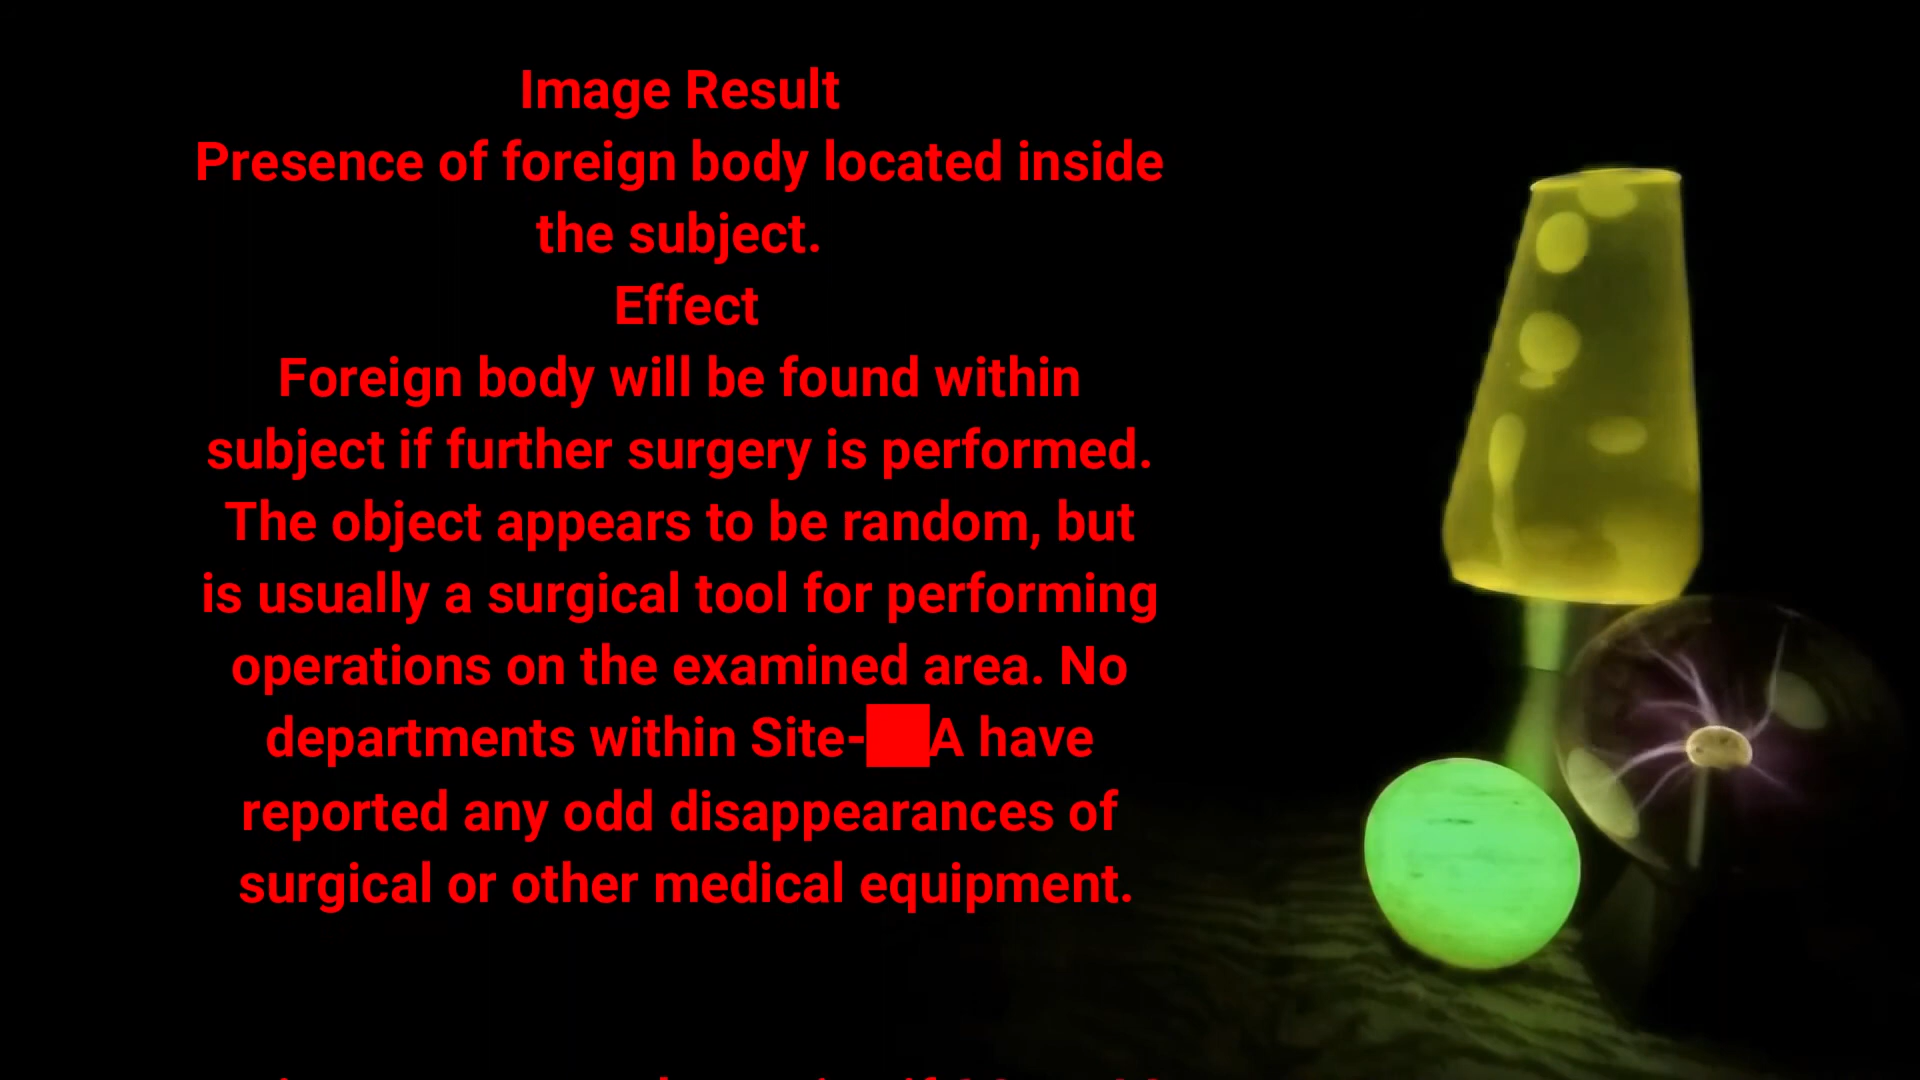 Image Result
Presence of foreign body located inside
the subject.
Effect
Foreign body will be found within
subject if further surgery is performed.
The object appears to be random, but
is usually a surgical tool for performing
operations on the examined area. No
departments within Site-██A have
reported any odd disappearances of
surgical or other medical equipment.